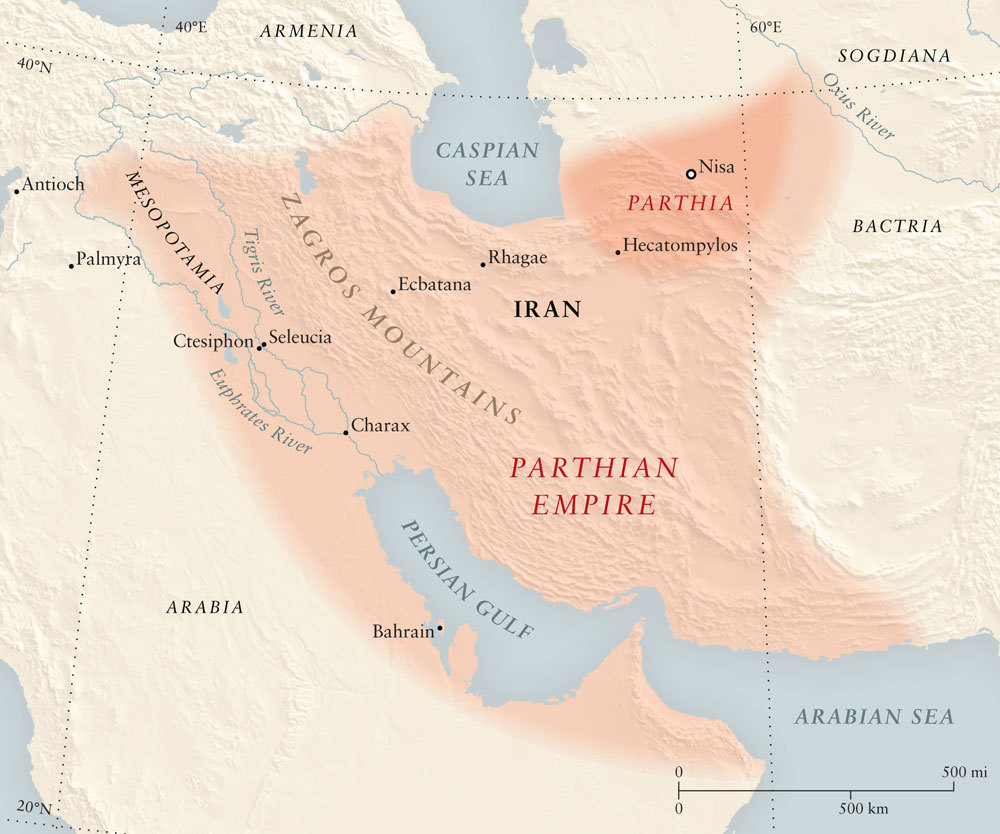 40°E
60°E
ARMENIA
SOGDIANA
40°N
Oxus River
CASPIAN
SEA
Nisa
Antioch
MESOPOTAMIA
PARTHIA
ZAGROS MOUNTAINS
BACTRIA
Tigris River
Hecatompylos
Palmyra
Rhagae
Ecbatana
IRAN
Ctesiphon
Seleucia
Euphrates River
Charax
PARTHIAN
EMPIRE
PERSIAN GULF
ARABIA
Bahrain
ARABIAN SEA
0
500 mi
20°N
0
500 km